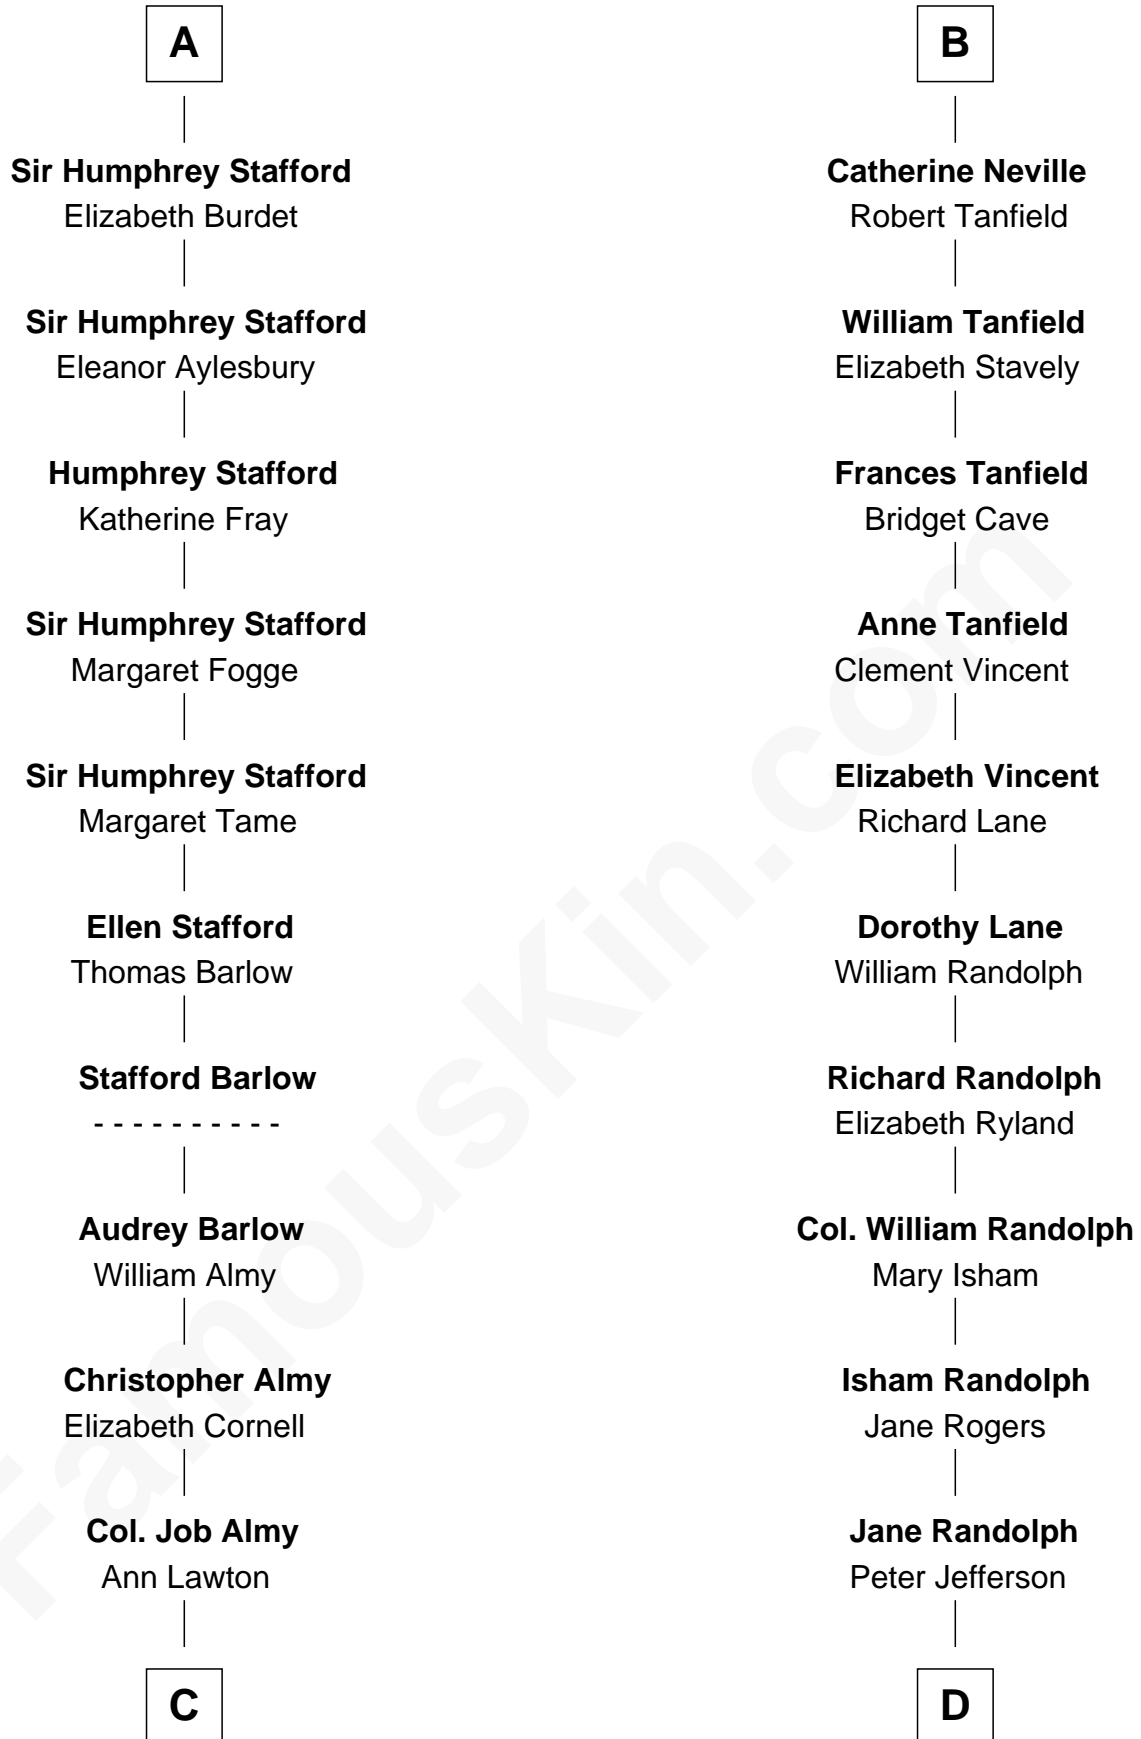 A
B
Sir Humphrey Stafford
Elizabeth Burdet
Catherine Neville
Robert Tanfield
Sir Humphrey Stafford
Eleanor Aylesbury
William Tanfield
Elizabeth Stavely
Humphrey Stafford
Katherine Fray
Frances Tanfield
Bridget Cave
Sir Humphrey Stafford
Margaret Fogge
Anne Tanfield
Clement Vincent
Sir Humphrey Stafford
Margaret Tame
Elizabeth Vincent
Richard Lane
Ellen Stafford
Thomas Barlow
Dorothy Lane
William Randolph
Stafford Barlow
- - - - - - - - - -
Richard Randolph
Elizabeth Ryland
Audrey Barlow
William Almy
Col. William Randolph
Mary Isham
Christopher Almy
Elizabeth Cornell
Isham Randolph
Jane Rogers
Col. Job Almy
Ann Lawton
Jane Randolph
Peter Jefferson
C
D
FamousKin.com